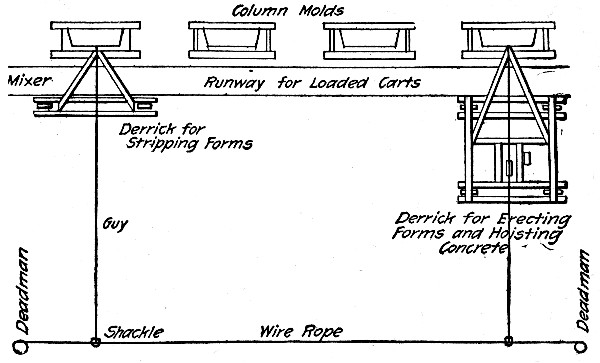 Column Molds
Mixer
Runway for Loaded Carts
Derrick for
Stripping Forms
Guy
Derrick for Erecting
Forms and Hoisting
Concrete
Deadman
Shackle
Wire Rope
Deadman